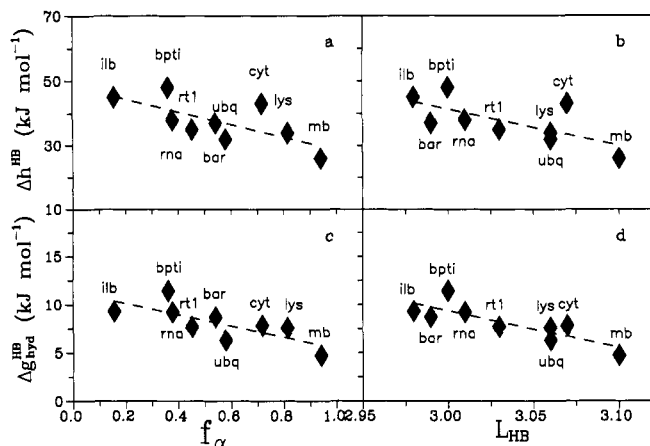 70
50
30
10
Δh^HB (kJ mol⁻¹)
a
ilb
bpti
rt1
rna
ubq
bar
cyt
lys
mb
b
ilb
bpti
bar
rna
rt1
lys
ubq
cyt
mb
15
10
5
0
Δg^HB_hyd (kJ mol⁻¹)
c
ilb
bpti
rt1
rna
bar
ubq
cyt
lys
mb
d
ilb
bpti
bar
rna
rt1
lys
cyt
ubq
mb
0.0 0.2 0.4 0.6 0.8 1.0
f_α
2.95 3.00 3.05 3.10
L_HB